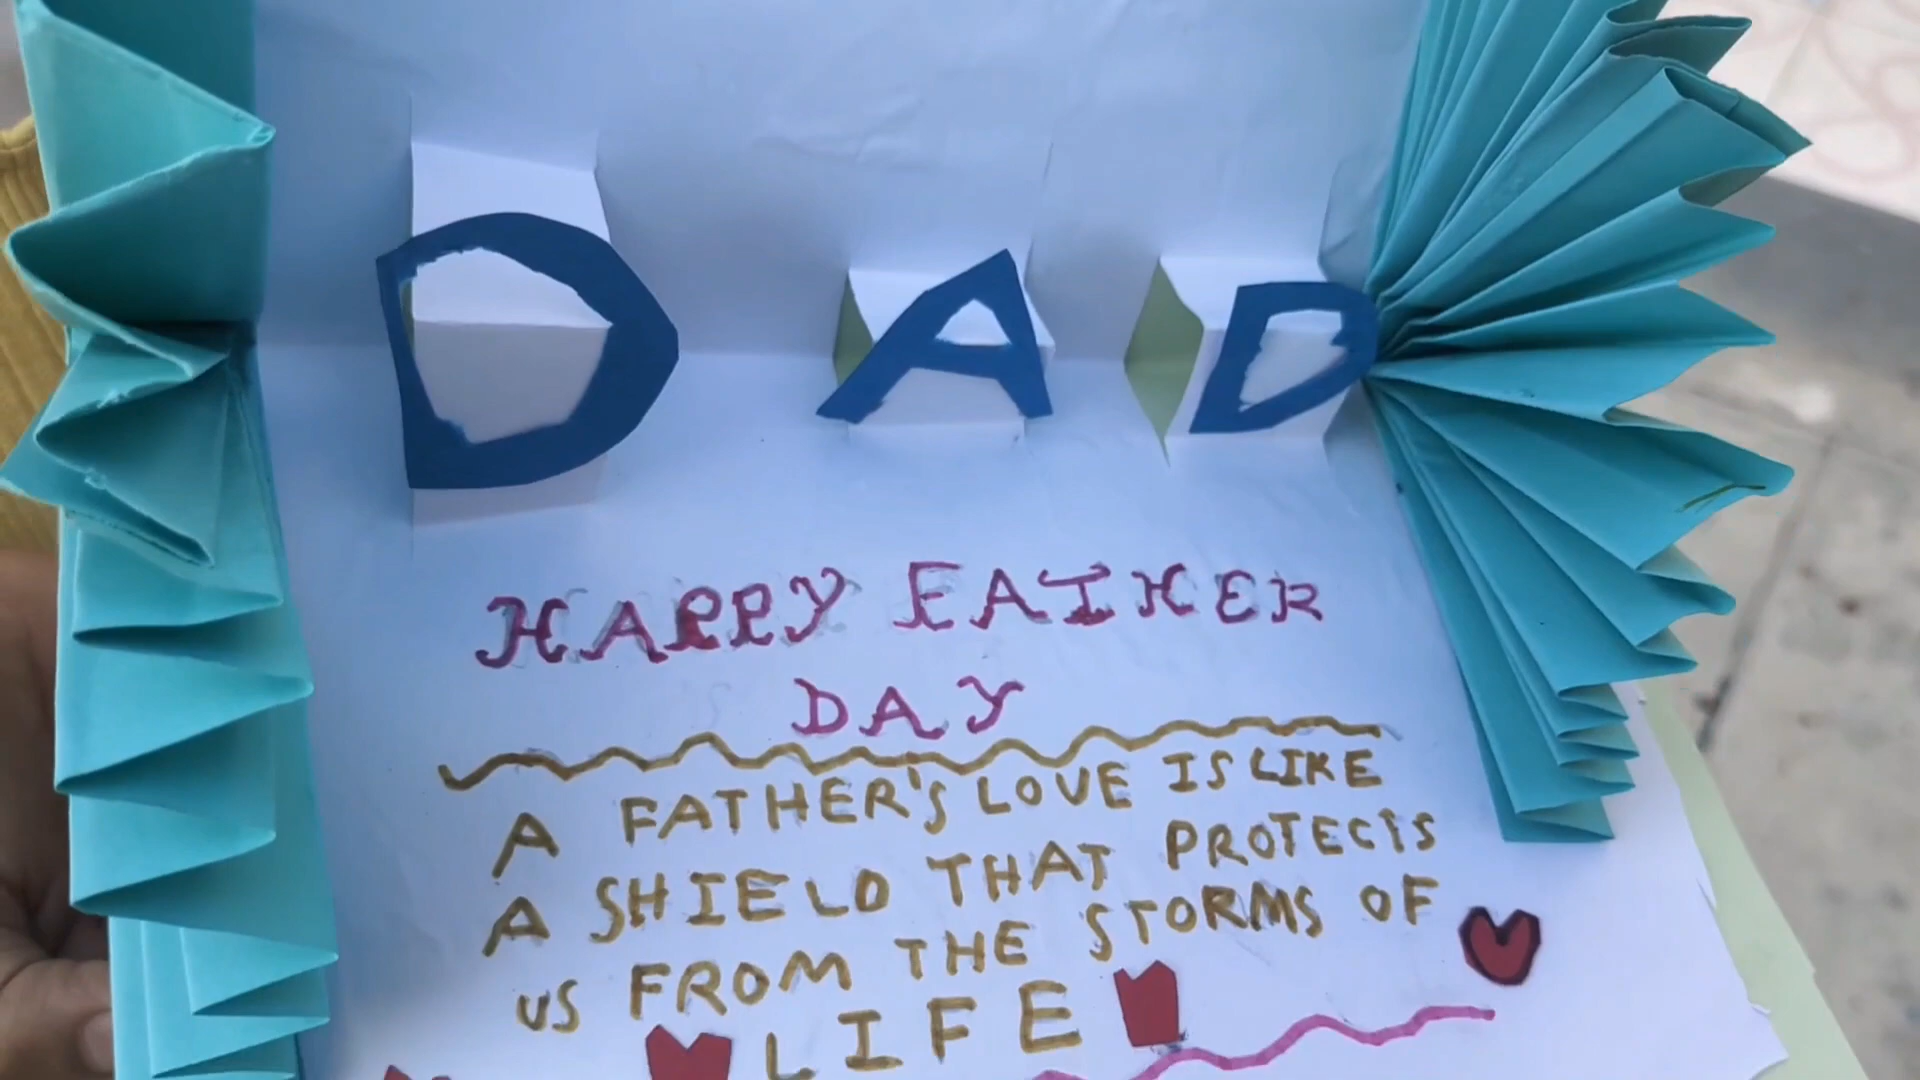 DAD
HAPPY FATHER
DAY
A FATHER'S LOVE IS LIKE
A SHIELD THAT PROTECTS
US FROM THE STORMS OF
LIFE